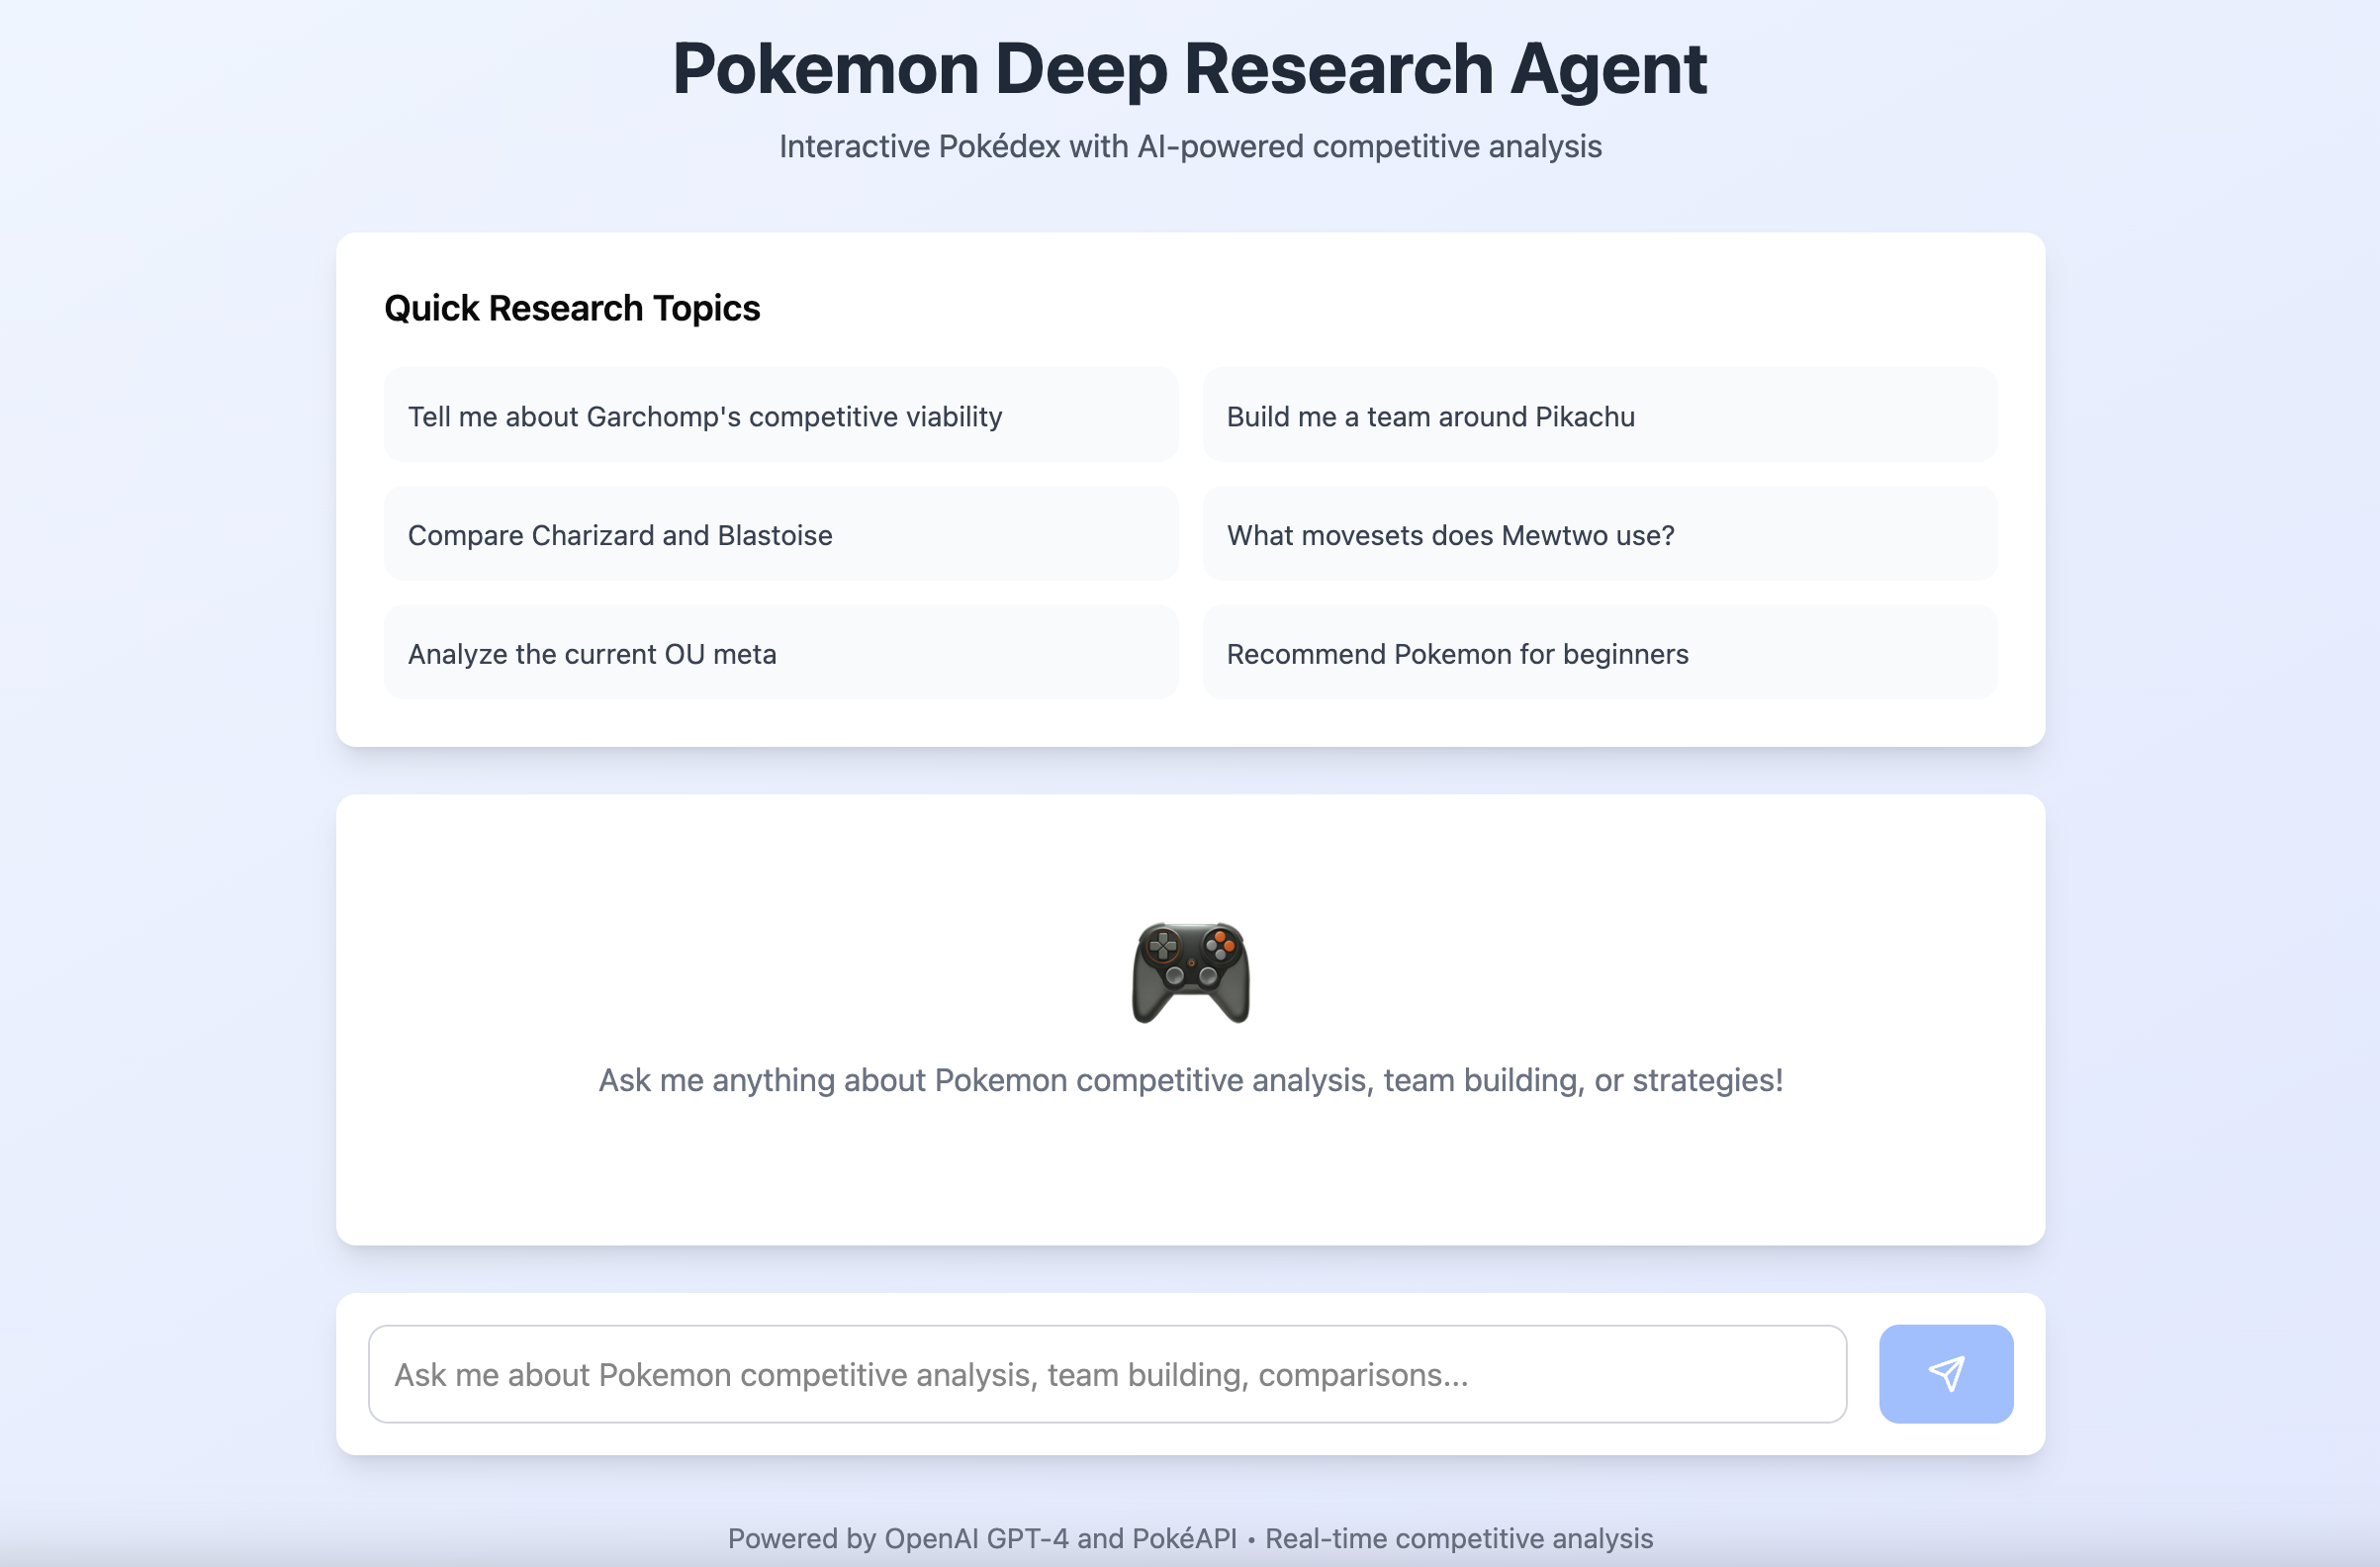 Pokemon Deep Research Agent
Interactive Pokédex with AI-powered competitive analysis
Quick Research Topics
Tell me about Garchomp's competitive viability
Build me a team around Pikachu
Compare Charizard and Blastoise
What movesets does Mewtwo use?
Analyze the current OU meta
Recommend Pokemon for beginners
Ask me anything about Pokemon competitive analysis, team building, or strategies!
Ask me about Pokemon competitive analysis, team building, comparisons...
Powered by OpenAI GPT-4 and PokéAPI • Real-time competitive analysis